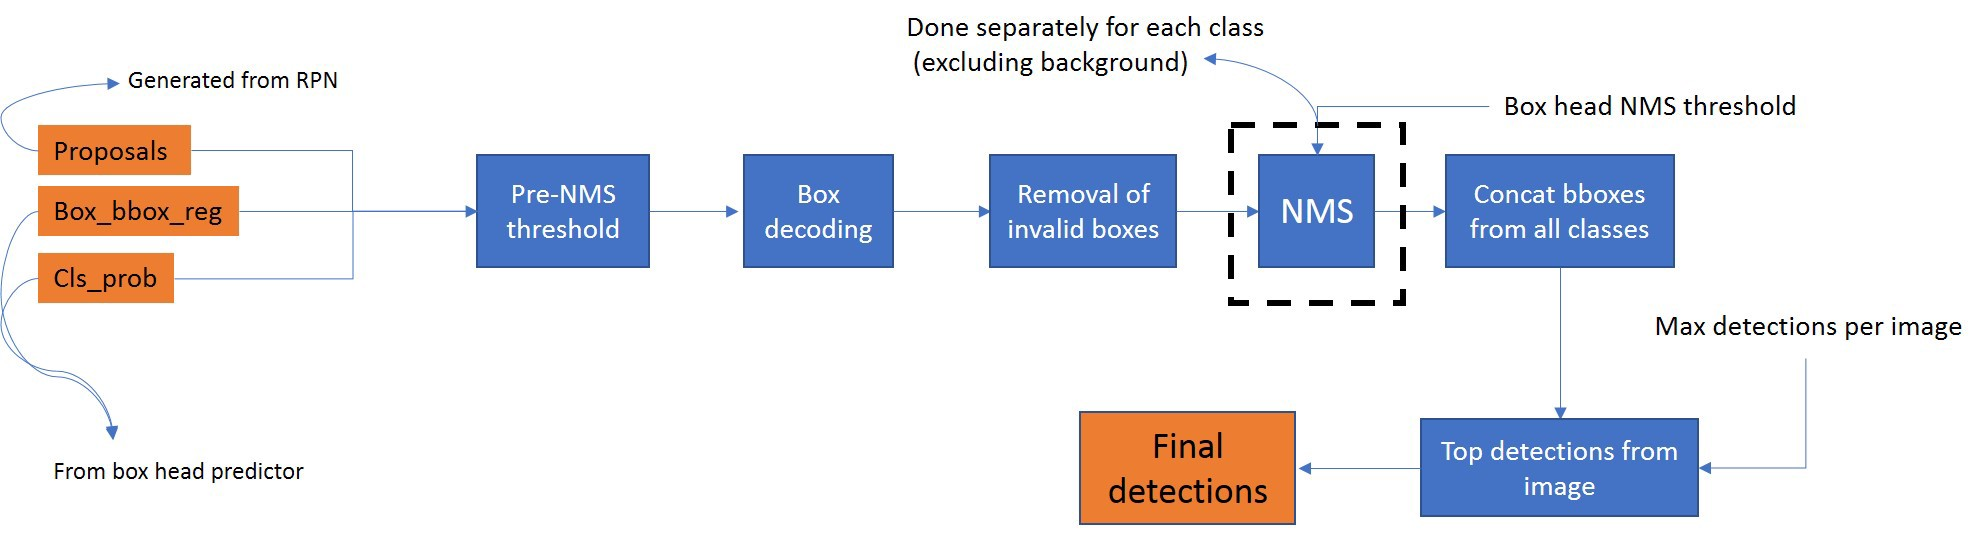 Done separately for each class
(excluding background)
Generated from RPN
Box head NMS threshold
Proposals
Box_bbox_reg
Cls_prob
Pre-NMS
threshold
Box
decoding
Removal of
invalid boxes
NMS
Concat bboxes
from all classes
Max detections per image
Final
detections
Top detections from
image
From box head predictor